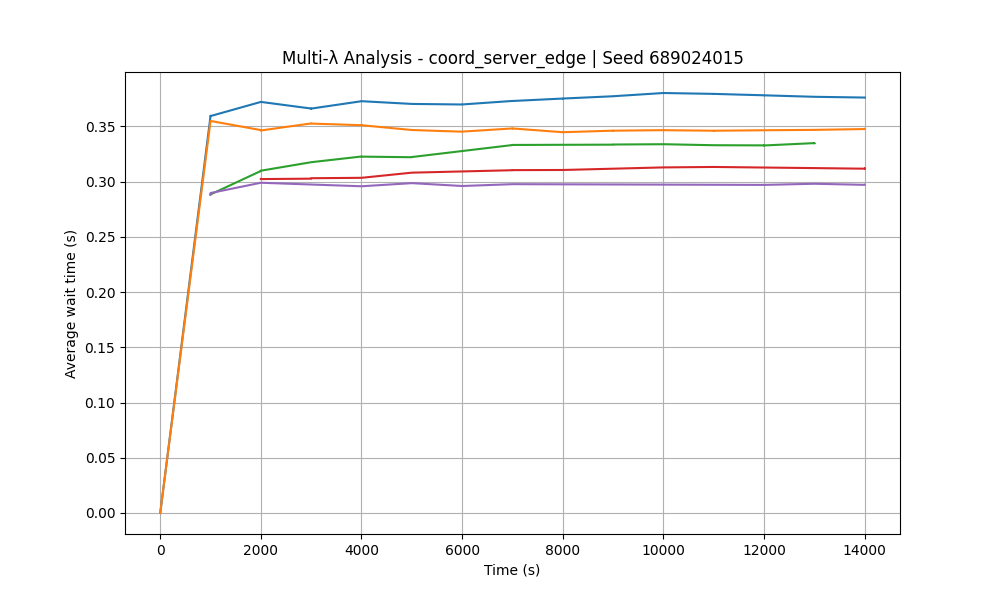 Multi-λ Analysis - coord_server_edge | Seed 689024015
Average wait time (s)
0.35
0.30
0.25
0.20
0.15
0.10
0.05
0.00
0 2000 4000 6000 8000 10000 12000 14000
Time (s)